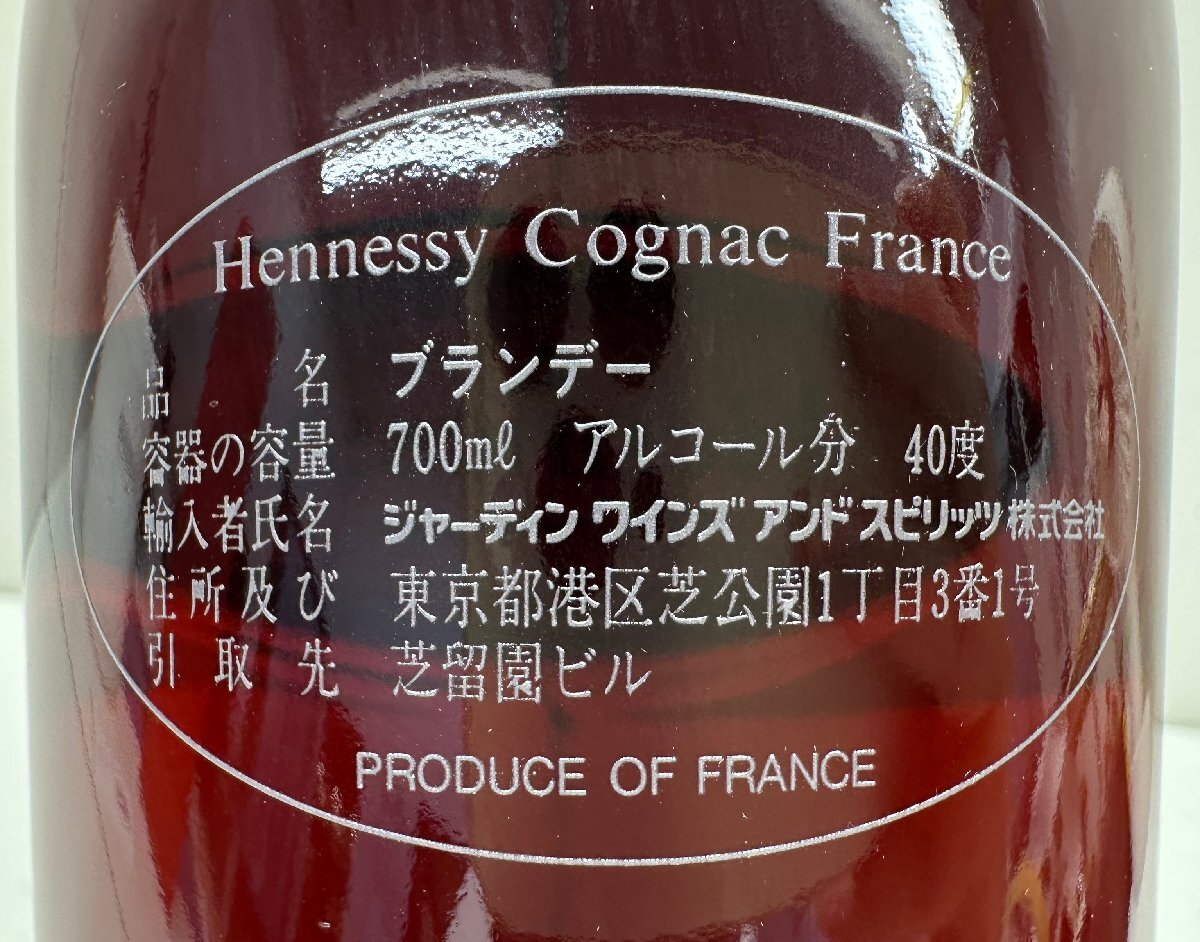 Hennessy Cognac France
品名 ブランデー
容器の容量 700ml アルコール分 40度
輸入者氏名 ジャーディン ワインズ アンド スピリッツ株式会社
住所及び 東京都港区芝公園1丁目3番1号
引取先 芝留園ビル
PRODUCE OF FRANCE